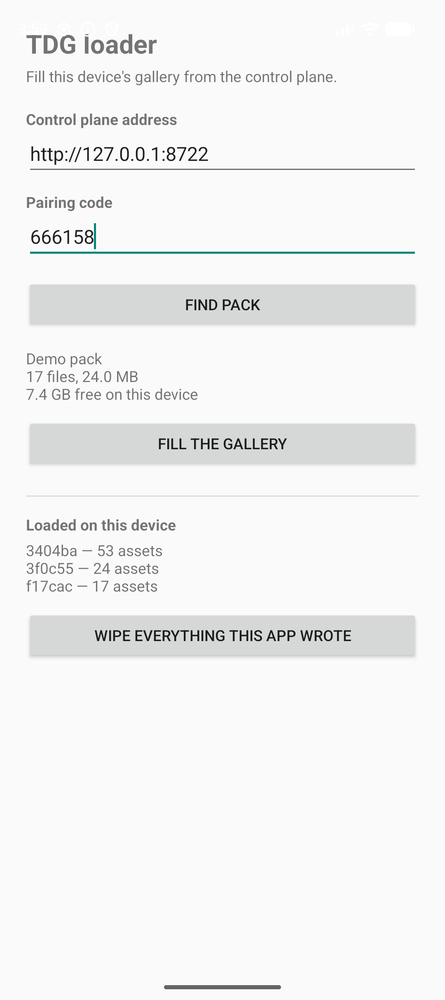 3:59
TDG loader
Fill this device's gallery from the control plane.
Control plane address
http://127.0.0.1:8722
Pairing code
666158
FIND PACK
Demo pack
17 files, 24.0 MB
7.4 GB free on this device
FILL THE GALLERY
Loaded on this device
3404ba — 53 assets
3f0c55 — 24 assets
f17cac — 17 assets
WIPE EVERYTHING THIS APP WROTE